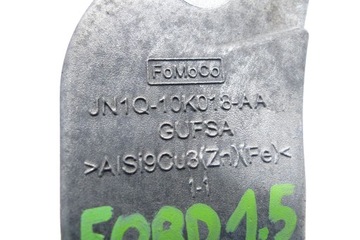 FoMoCo
JN1Q-10K018-AA
GUFSA
>AlSi9Cu3(Zn)(Fe)<
1-1
FORD 1.5